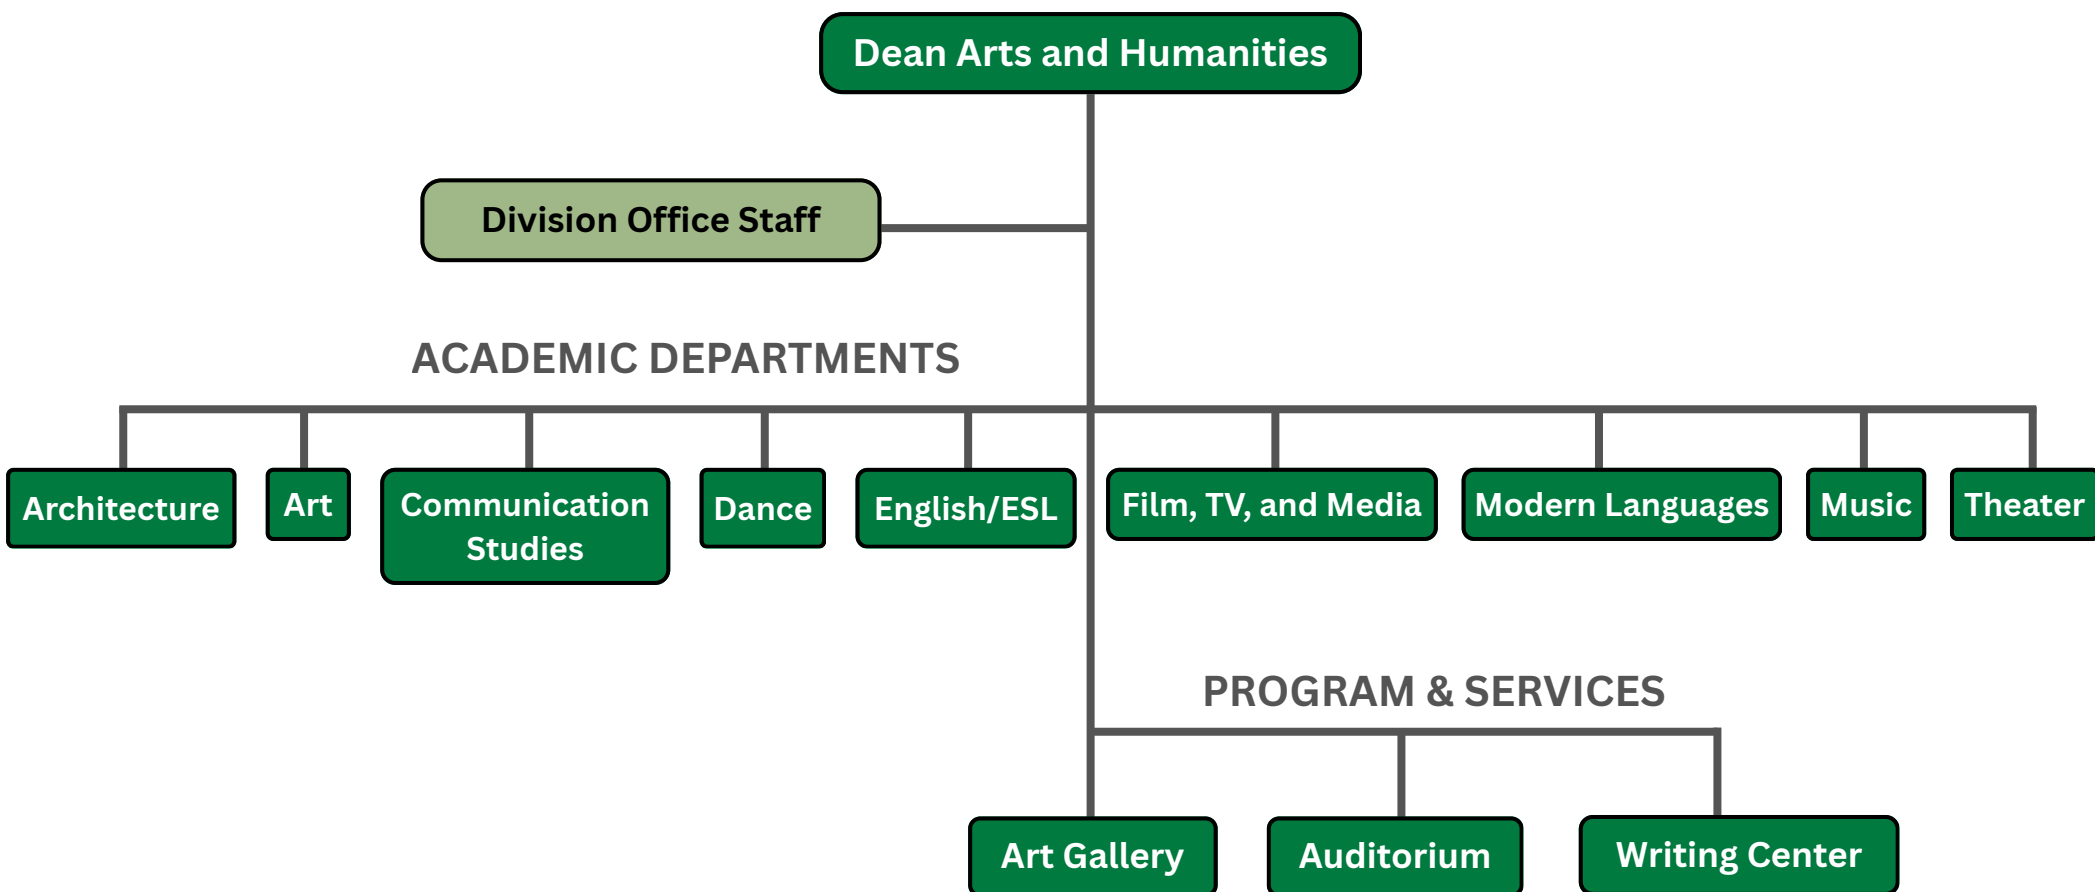 Dean Arts and Humanities
Division Office Staff
ACADEMIC DEPARTMENTS
Architecture
Art
Communication
Studies
Dance
English/ESL
Film, TV, and Media
Modern Languages
Music
Theater
PROGRAM & SERVICES
Art Gallery
Auditorium
Writing Center